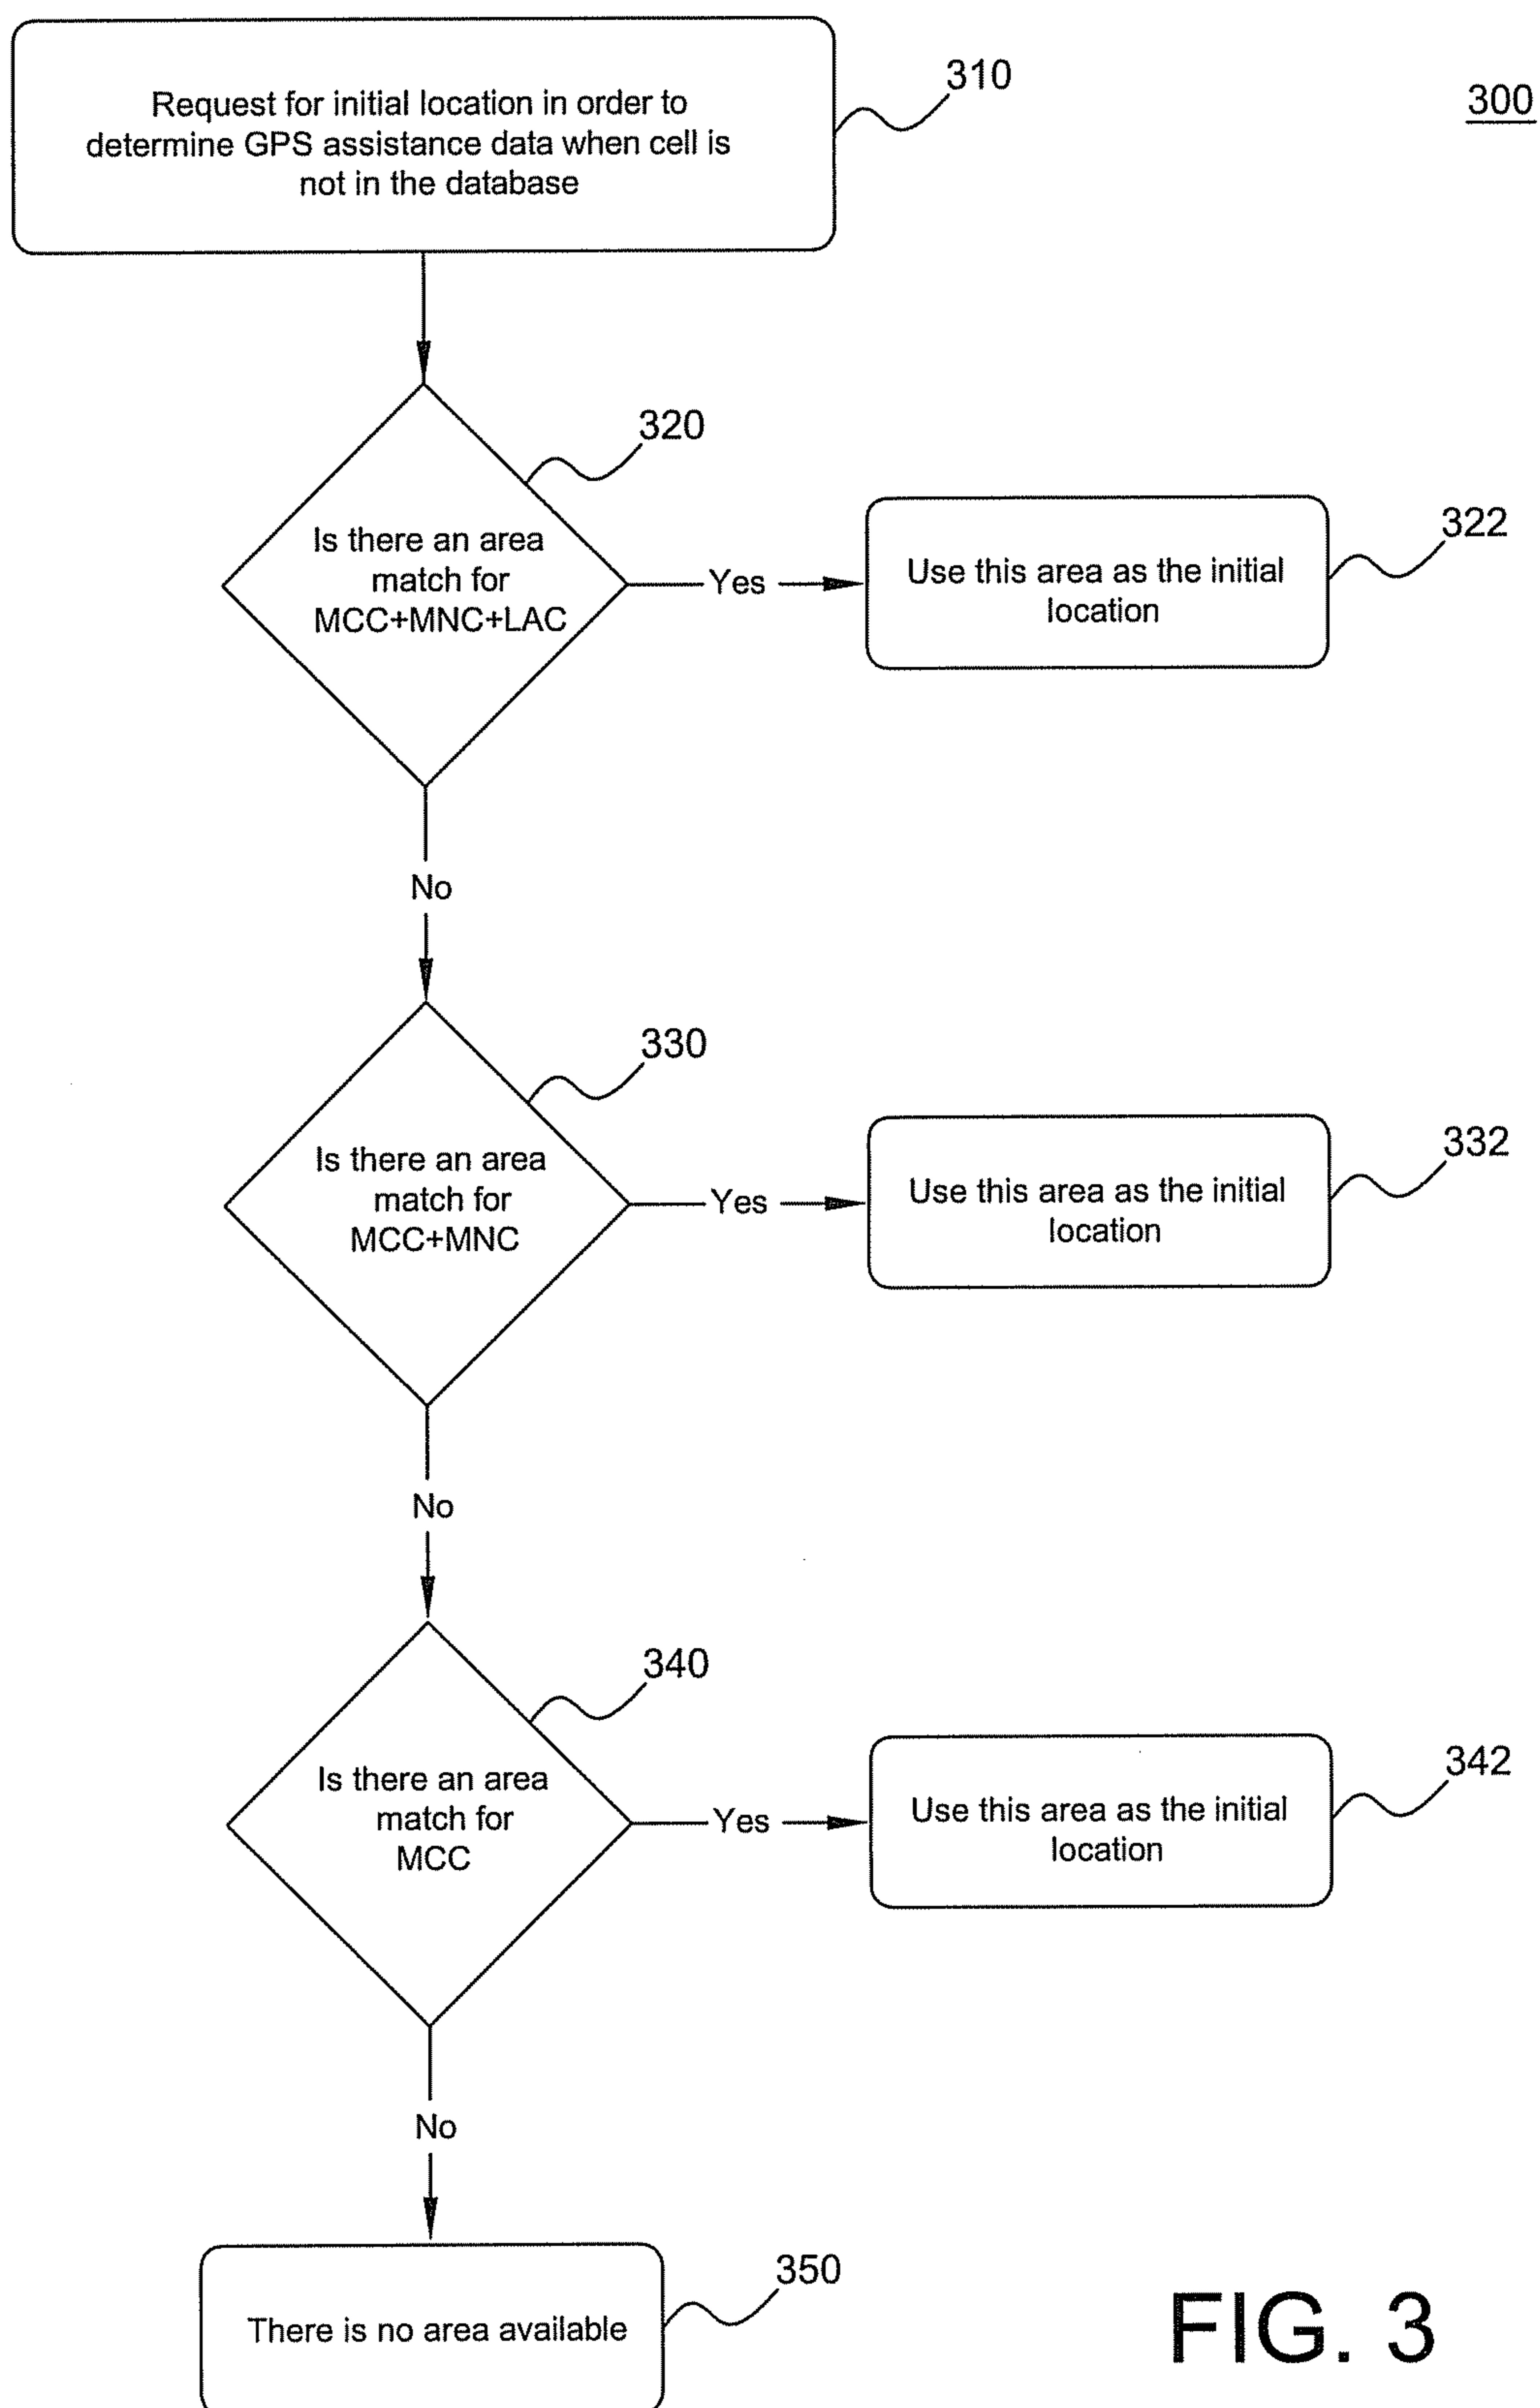 300
310
Request for initial location in order to
determine GPS assistance data when cell is
not in the database
320
Is there an area
match for
MCC+MNC+LAC
Yes
322
Use this area as the initial
location
No
330
Is there an area
match for
MCC+MNC
Yes
332
Use this area as the initial
location
No
340
Is there an area
match for
MCC
Yes
342
Use this area as the initial
location
No
350
There is no area available
FIG. 3